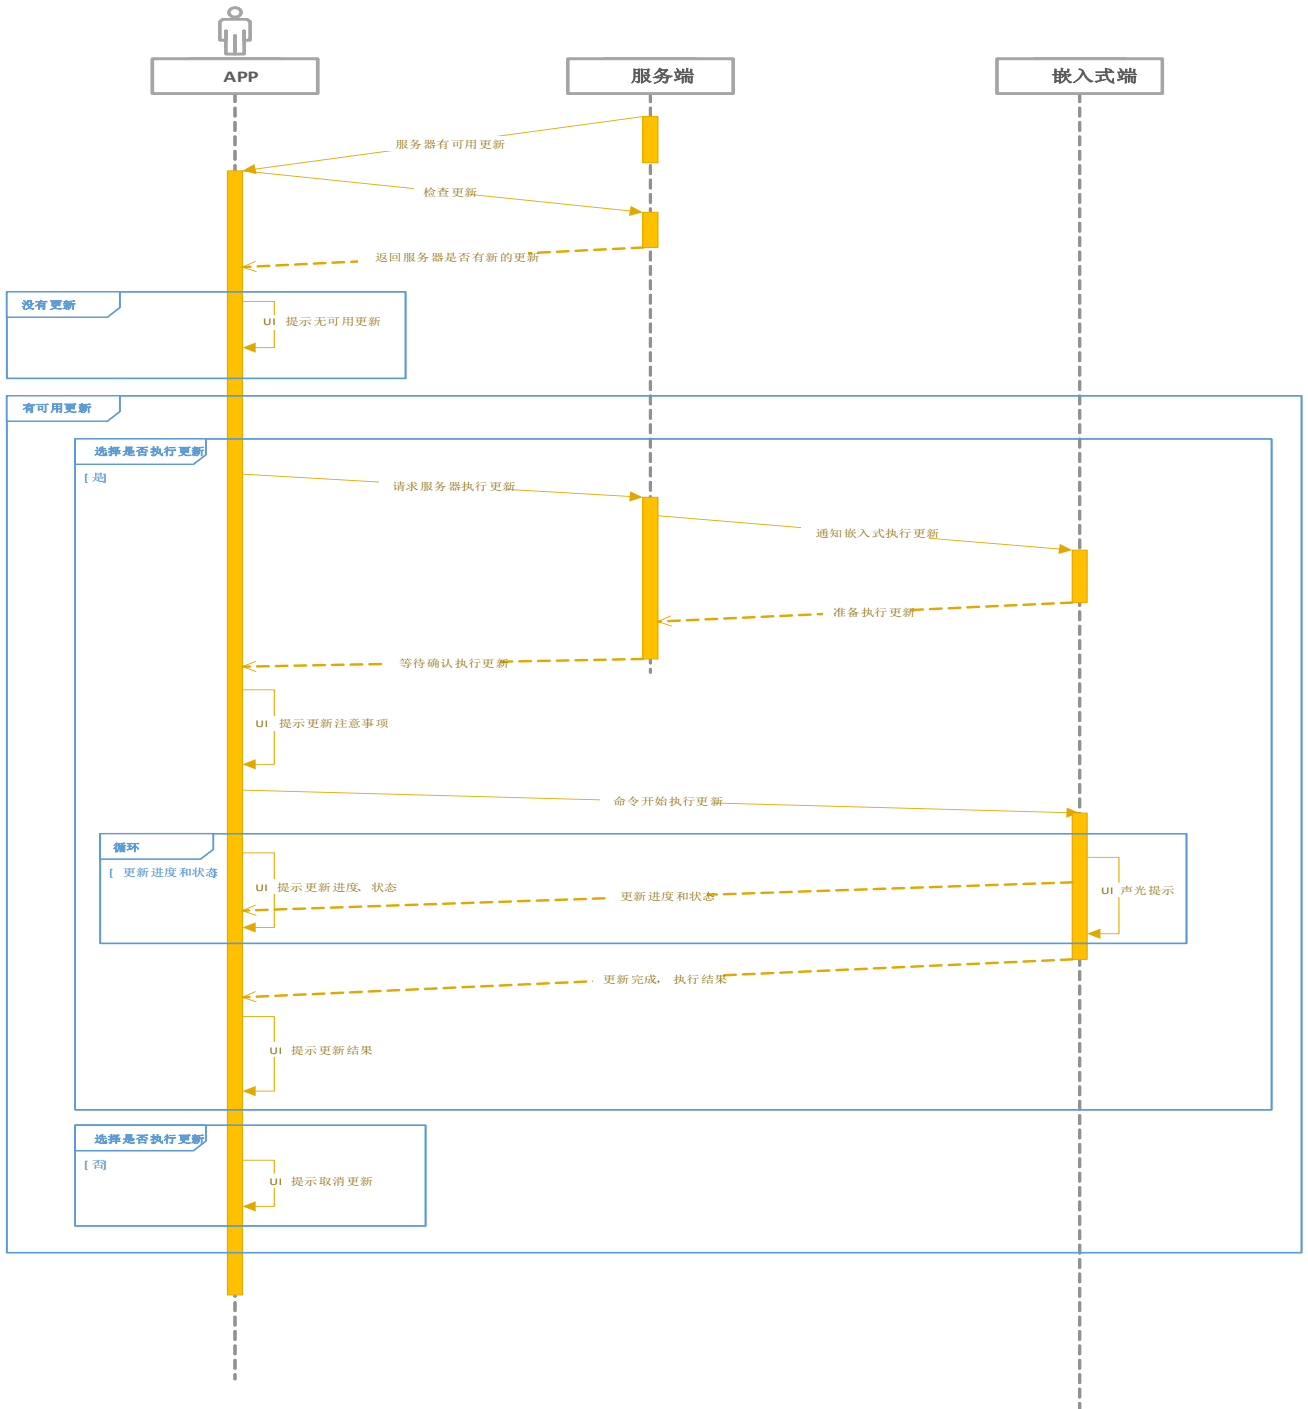 APP
服务端
嵌入式端
服务器有可用更新
检查更新
返回服务器是否有新的更新
没有更新
UI 提示无可用更新
有可用更新
选择是否执行更新
[是]
请求服务器执行更新
通知嵌入式执行更新
准备执行更新
等待确认执行更新
UI 提示更新注意事项
命令开始执行更新
循环
[更新进度和状态]
UI 提示更新进度、状态
更新进度和状态
UI 声光提示
更新完成，执行结果
UI 提示更新结果
选择是否执行更新
[否]
UI 提示取消更新